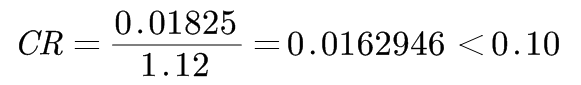 CR = 0.01825 / 1.12 = 0.0162946 < 0.10